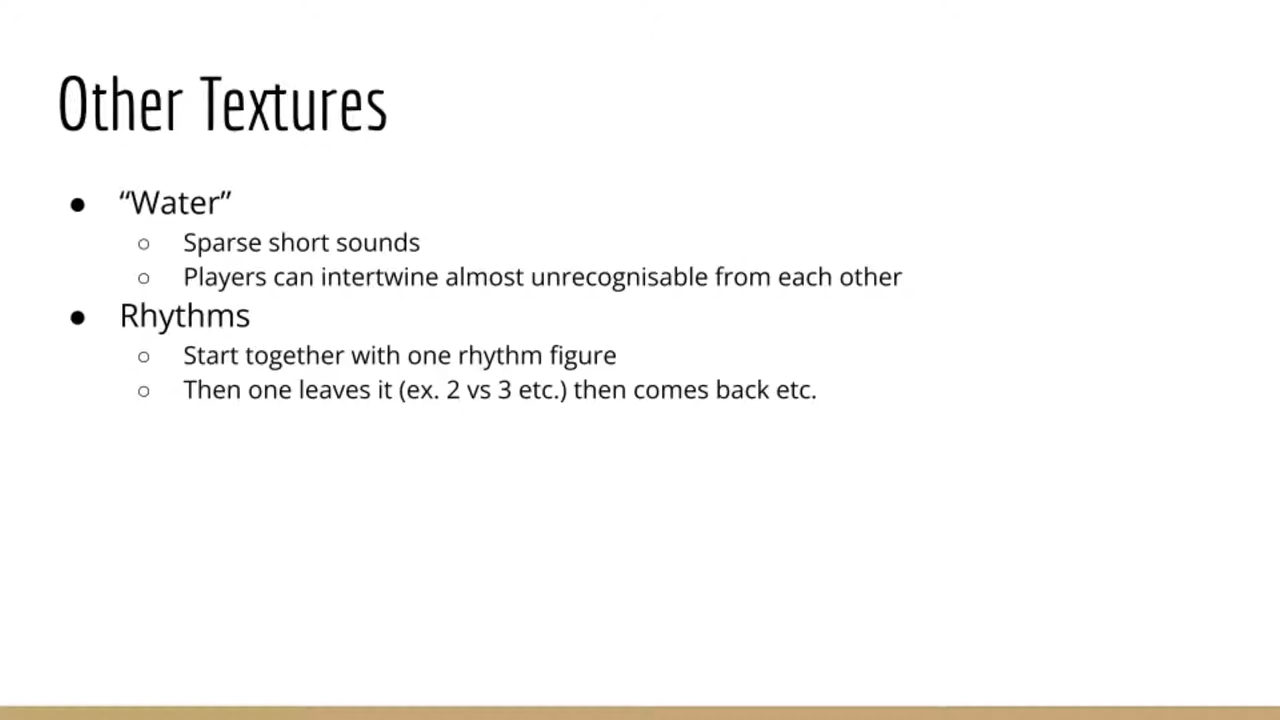 Other Textures
● “Water”
○ Sparse short sounds
○ Players can intertwine almost unrecognisable from each other
● Rhythms
○ Start together with one rhythm figure
○ Then one leaves it (ex. 2 vs 3 etc.) then comes back etc.